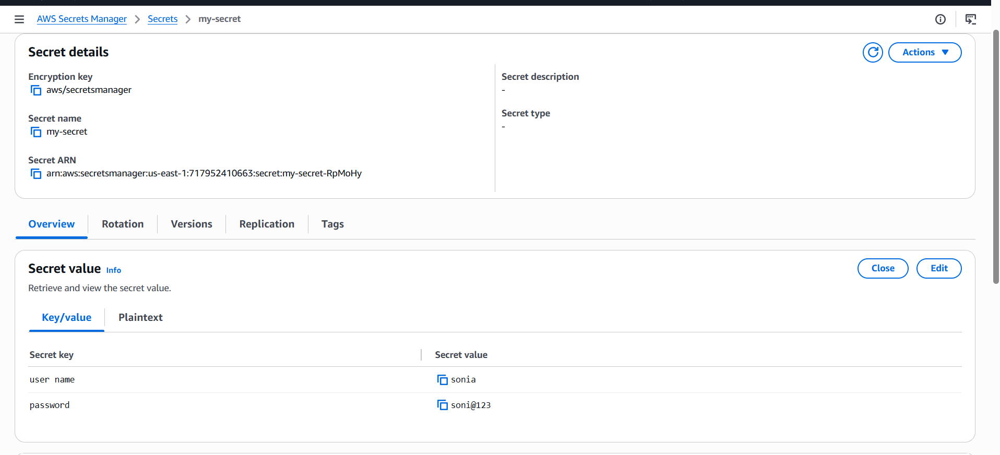 AWS Secrets Manager > Secrets > my-secret
Secret details
Actions
Encryption key
aws/secretsmanager
Secret name
my-secret
Secret ARN
arn:aws:secretsmanager:us-east-1:717952410663:secret:my-secret-RpMoHy
Secret description
-
Secret type
-
Overview Rotation Versions Replication Tags
Secret value Info
Close Edit
Retrieve and view the secret value.
Key/value Plaintext
Secret key Secret value
user name sonia
password soni@123